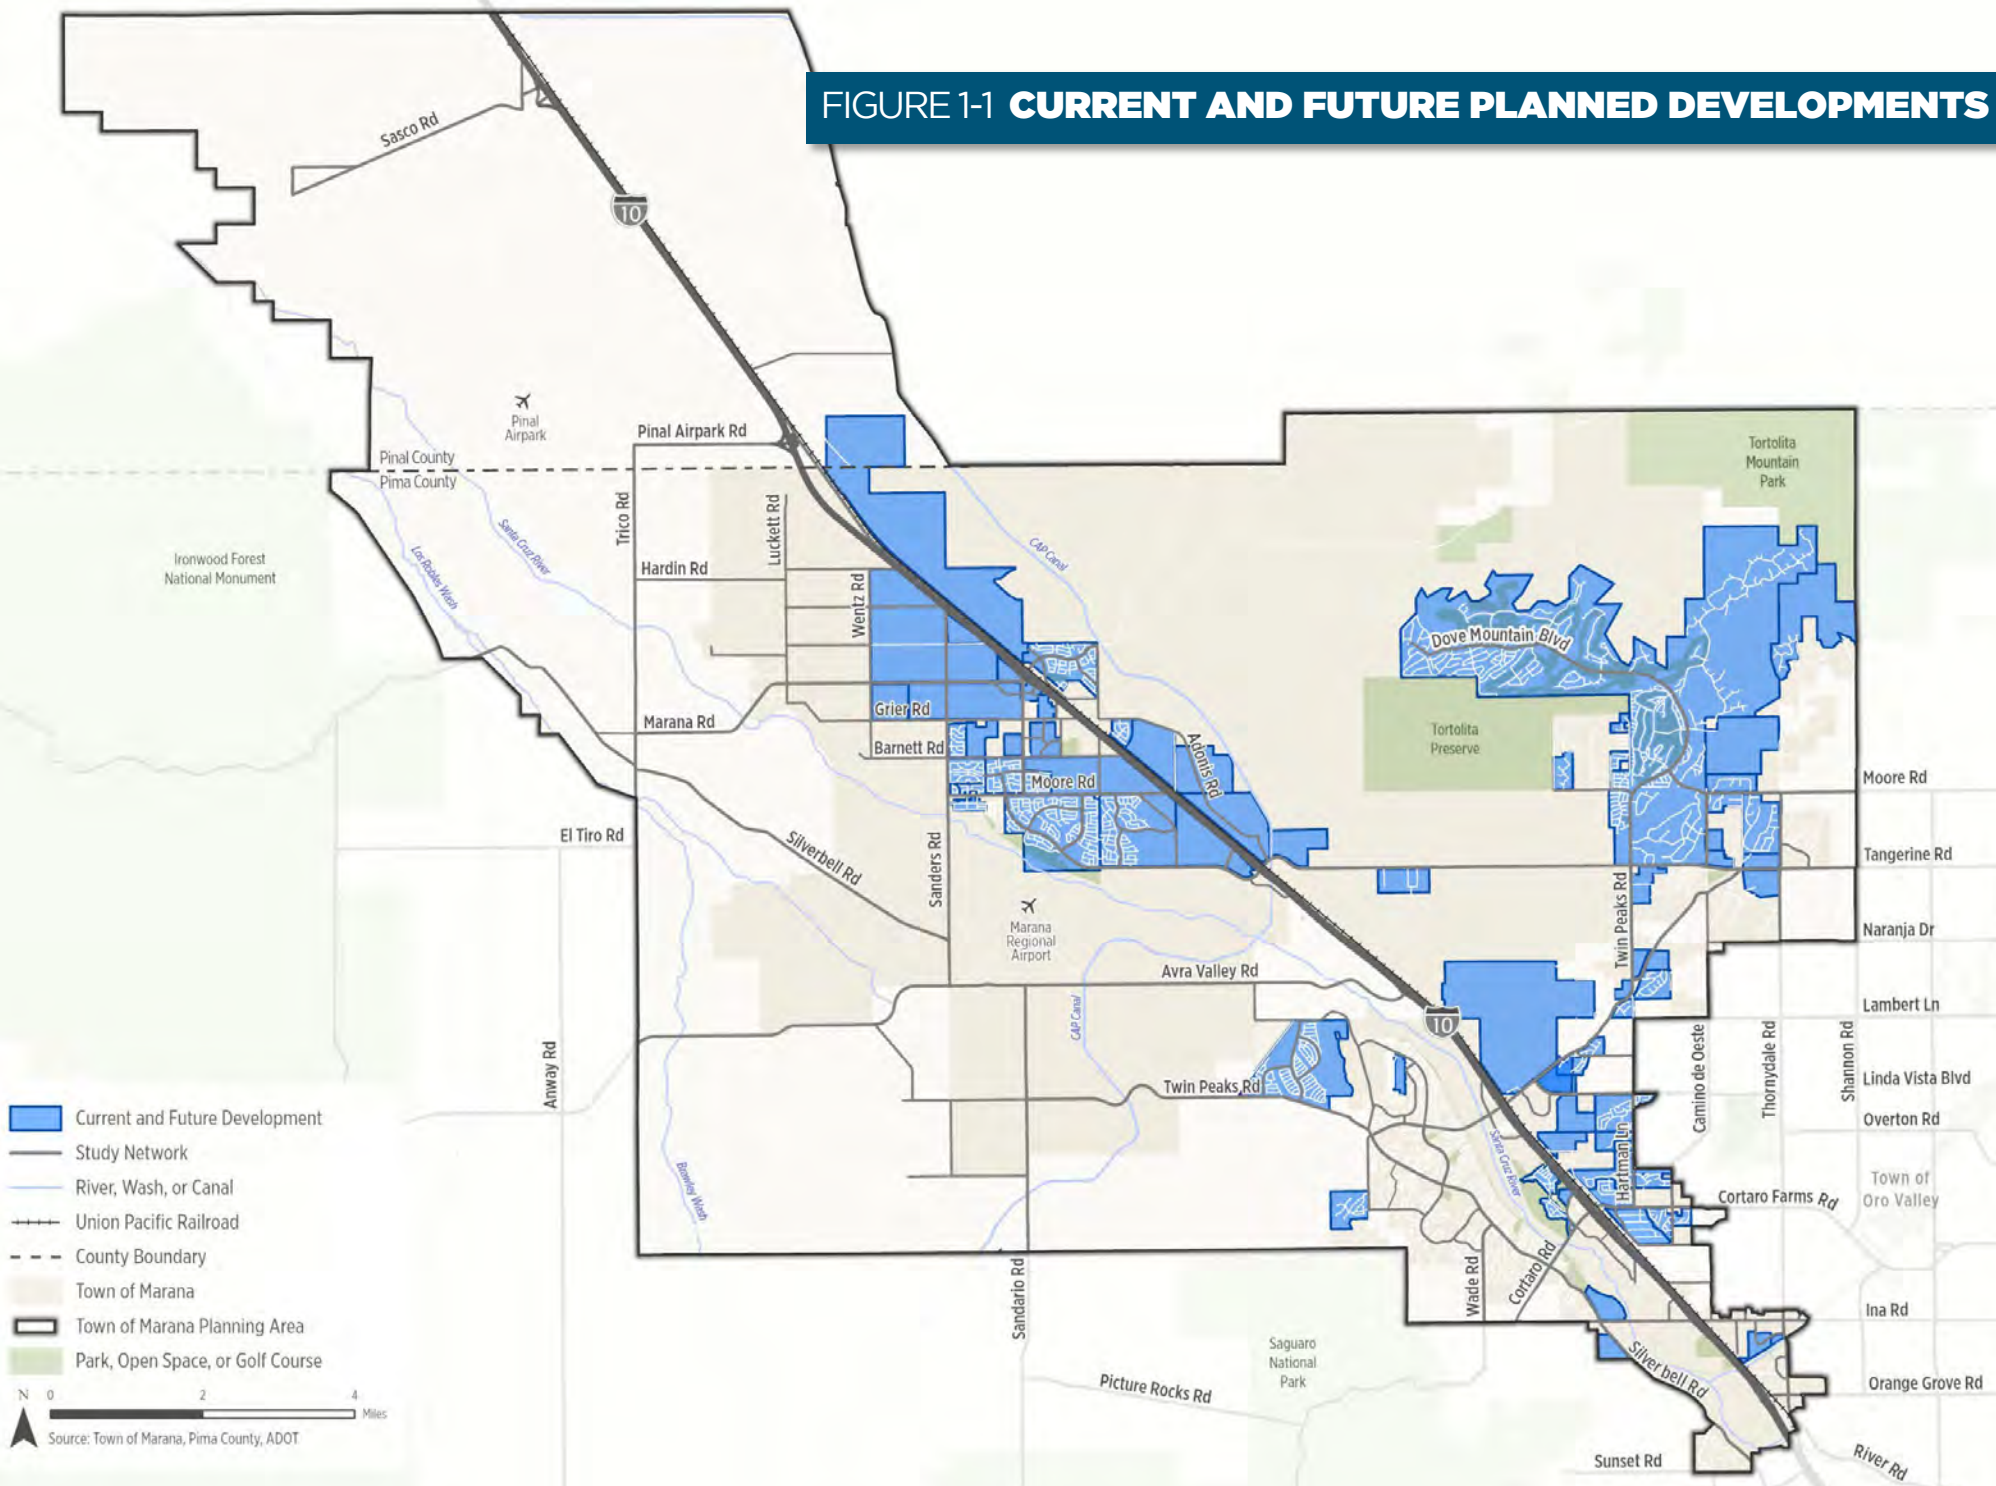 FIGURE 1-1 CURRENT AND FUTURE PLANNED DEVELOPMENTS
Sasco Rd
10
Pinal
Airpark
Pinal Airpark Rd
Pinal County
Pima County
Tortolita
Mountain
Park
Trico Rd
Luckett Rd
Santa Cruz River
Los Robles Wash
CAP Canal
Ironwood Forest
National Monument
Hardin Rd
Wentz Rd
Dove Mountain Blvd
Grier Rd
Marana Rd
Barnett Rd
Adonis Rd
Tortolita
Preserve
Moore Rd
Moore Rd
El Tiro Rd
Silverbell Rd
Sanders Rd
Tangerine Rd
Marana
Regional
Airport
Twin Peaks Rd
Naranja Dr
Avra Valley Rd
CAP Canal
10
Lambert Ln
Anway Rd
Camino de Oeste
Thornydale Rd
Shannon Rd
Twin Peaks Rd
Linda Vista Blvd
Overton Rd
Santa Cruz River
Hartman Ln
Brawley Wash
Town of
Oro Valley
Cortaro Farms Rd
Sandario Rd
Wade Rd
Cortaro Rd
Ina Rd
Saguaro
National
Park
Silverbell Rd
Picture Rocks Rd
Orange Grove Rd
Sunset Rd
River Rd
Current and Future Development
Study Network
River, Wash, or Canal
Union Pacific Railroad
County Boundary
Town of Marana
Town of Marana Planning Area
Park, Open Space, or Golf Course
N 0 2 4
Miles
Source: Town of Marana, Pima County, ADOT